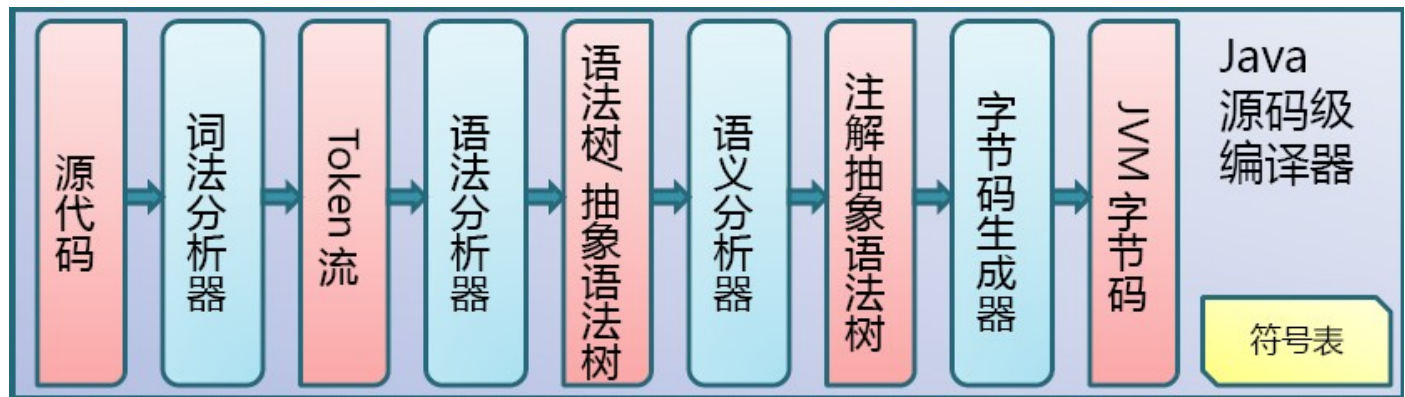 源代码
词法分析器
Token 流
语法分析器
语法树/ 抽象语法树
语义分析器
注解抽象语法树
字节码生成器
JVM 字节码
Java
源码级
编译器
符号表